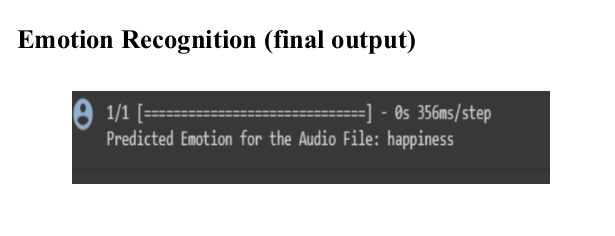 Emotion Recognition (final output)
1/1 [==============================] - 0s 356ms/step
Predicted Emotion for the Audio File: happiness